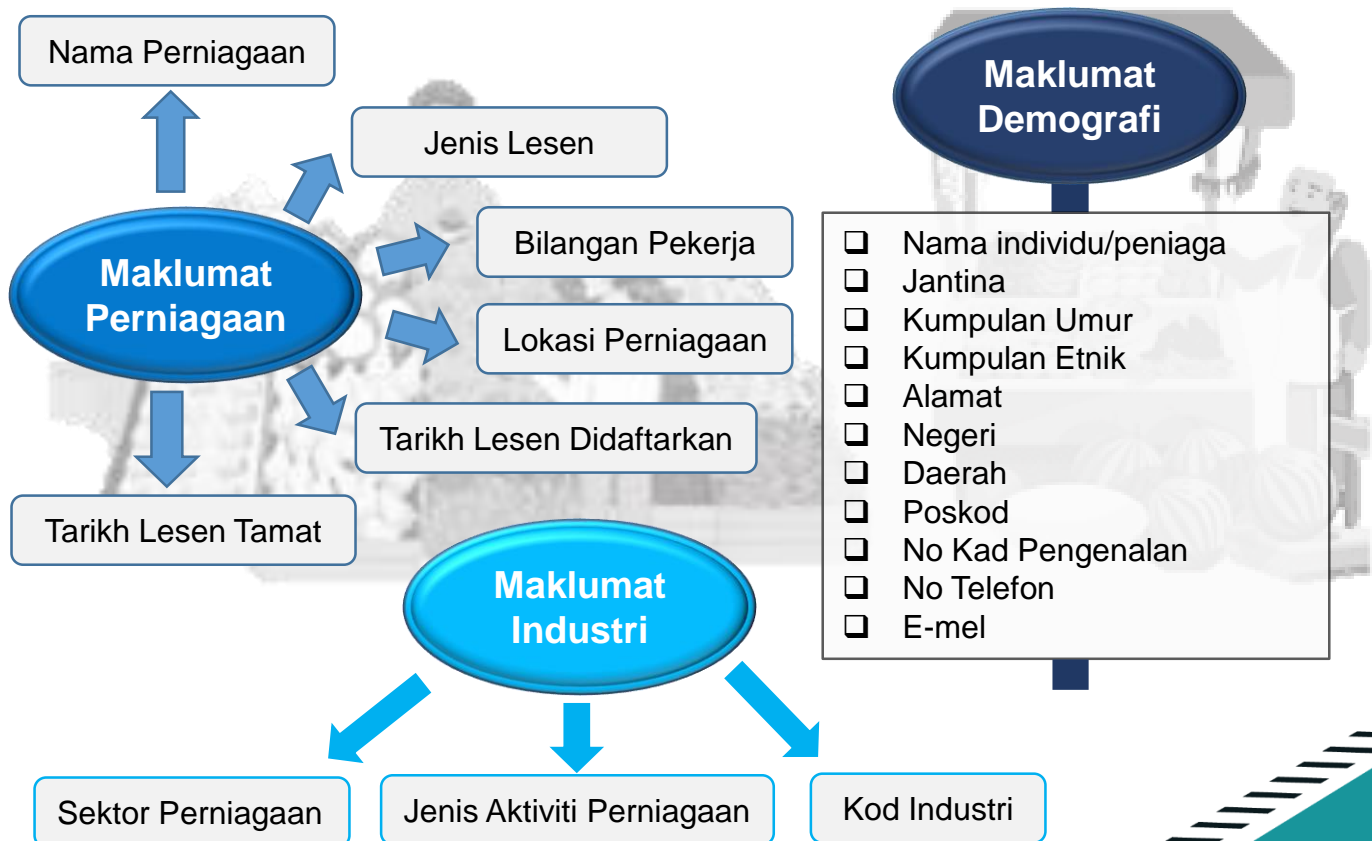 Nama Perniagaan
Jenis Lesen
Bilangan Pekerja
Maklumat
Perniagaan
Lokasi Perniagaan
Tarikh Lesen Didaftarkan
Tarikh Lesen Tamat
Maklumat
Demografi
❑ Nama individu/peniaga
❑ Jantina
❑ Kumpulan Umur
❑ Kumpulan Etnik
❑ Alamat
❑ Negeri
❑ Daerah
❑ Poskod
❑ No Kad Pengenalan
❑ No Telefon
❑ E-mel
Maklumat
Industri
Sektor Perniagaan
Jenis Aktiviti Perniagaan
Kod Industri